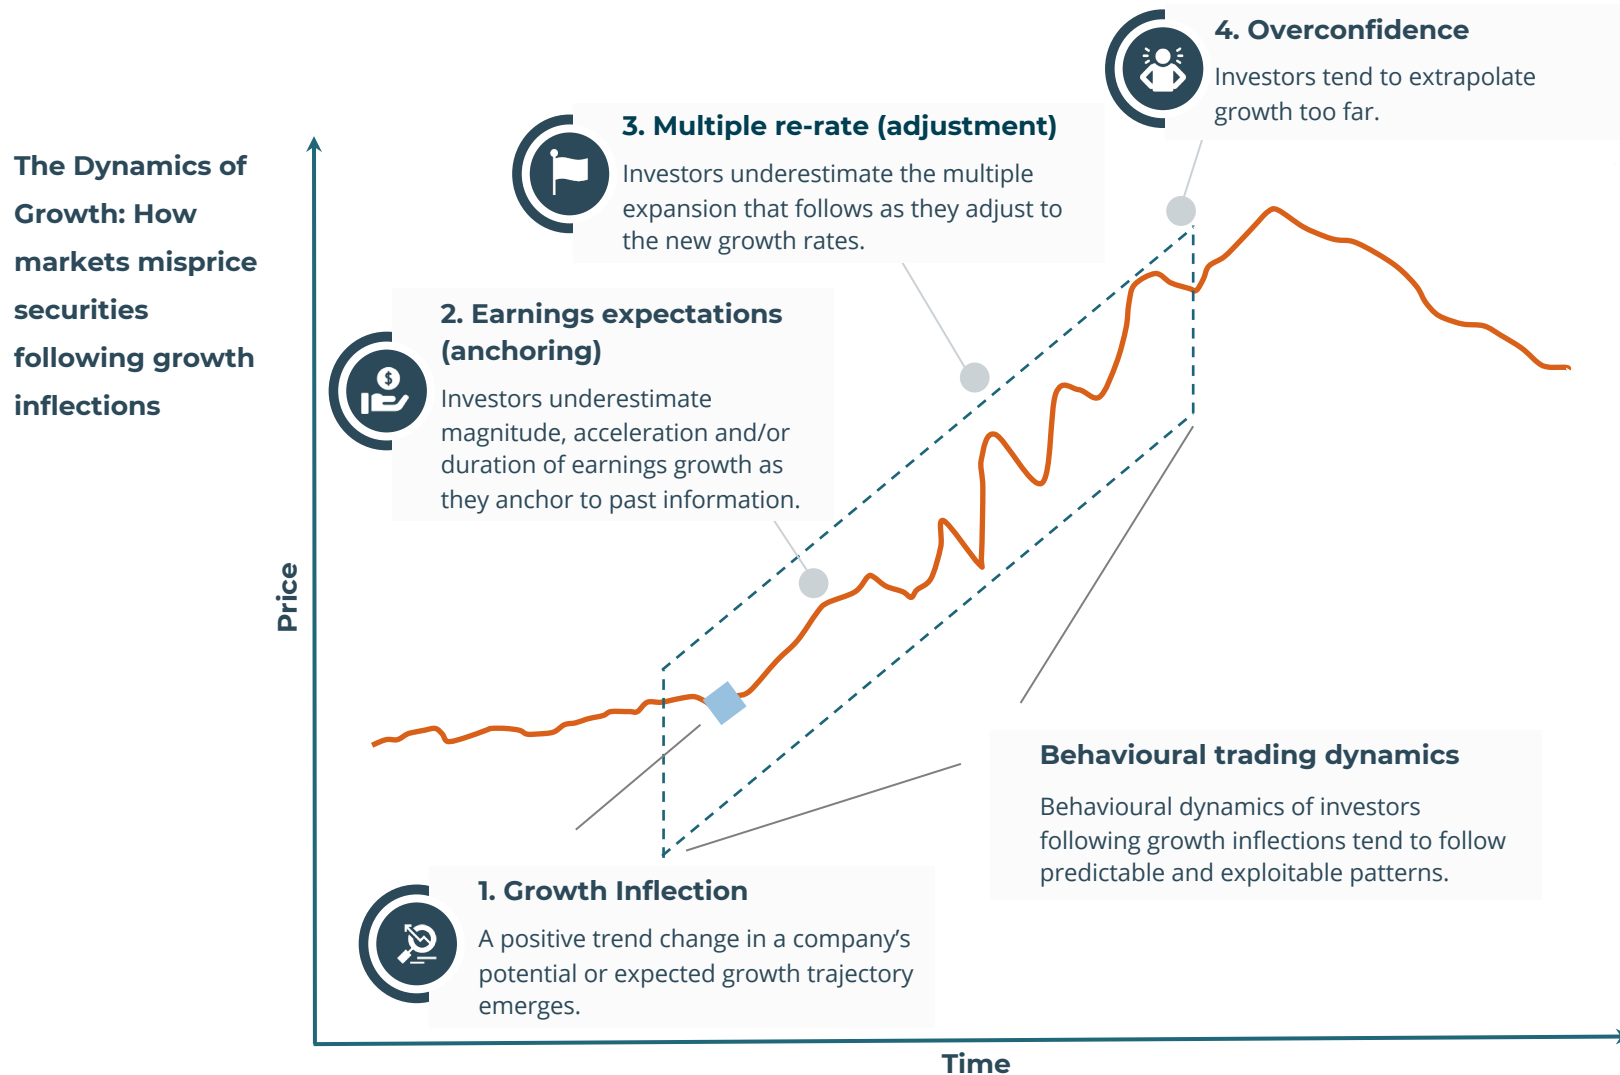 The Dynamics of
Growth: How
markets misprice
securities
following growth
inflections
4. Overconfidence
Investors tend to extrapolate
growth too far.
3. Multiple re-rate (adjustment)
Investors underestimate the multiple
expansion that follows as they adjust to
the new growth rates.
2. Earnings expectations
(anchoring)
$
Investors underestimate
magnitude, acceleration and/or
duration of earnings growth as
they anchor to past information.
Price
Behavioural trading dynamics
Behavioural dynamics of investors
following growth inflections tend to follow
predictable and exploitable patterns.
1. Growth Inflection
A positive trend change in a company’s
potential or expected growth trajectory
emerges.
Time